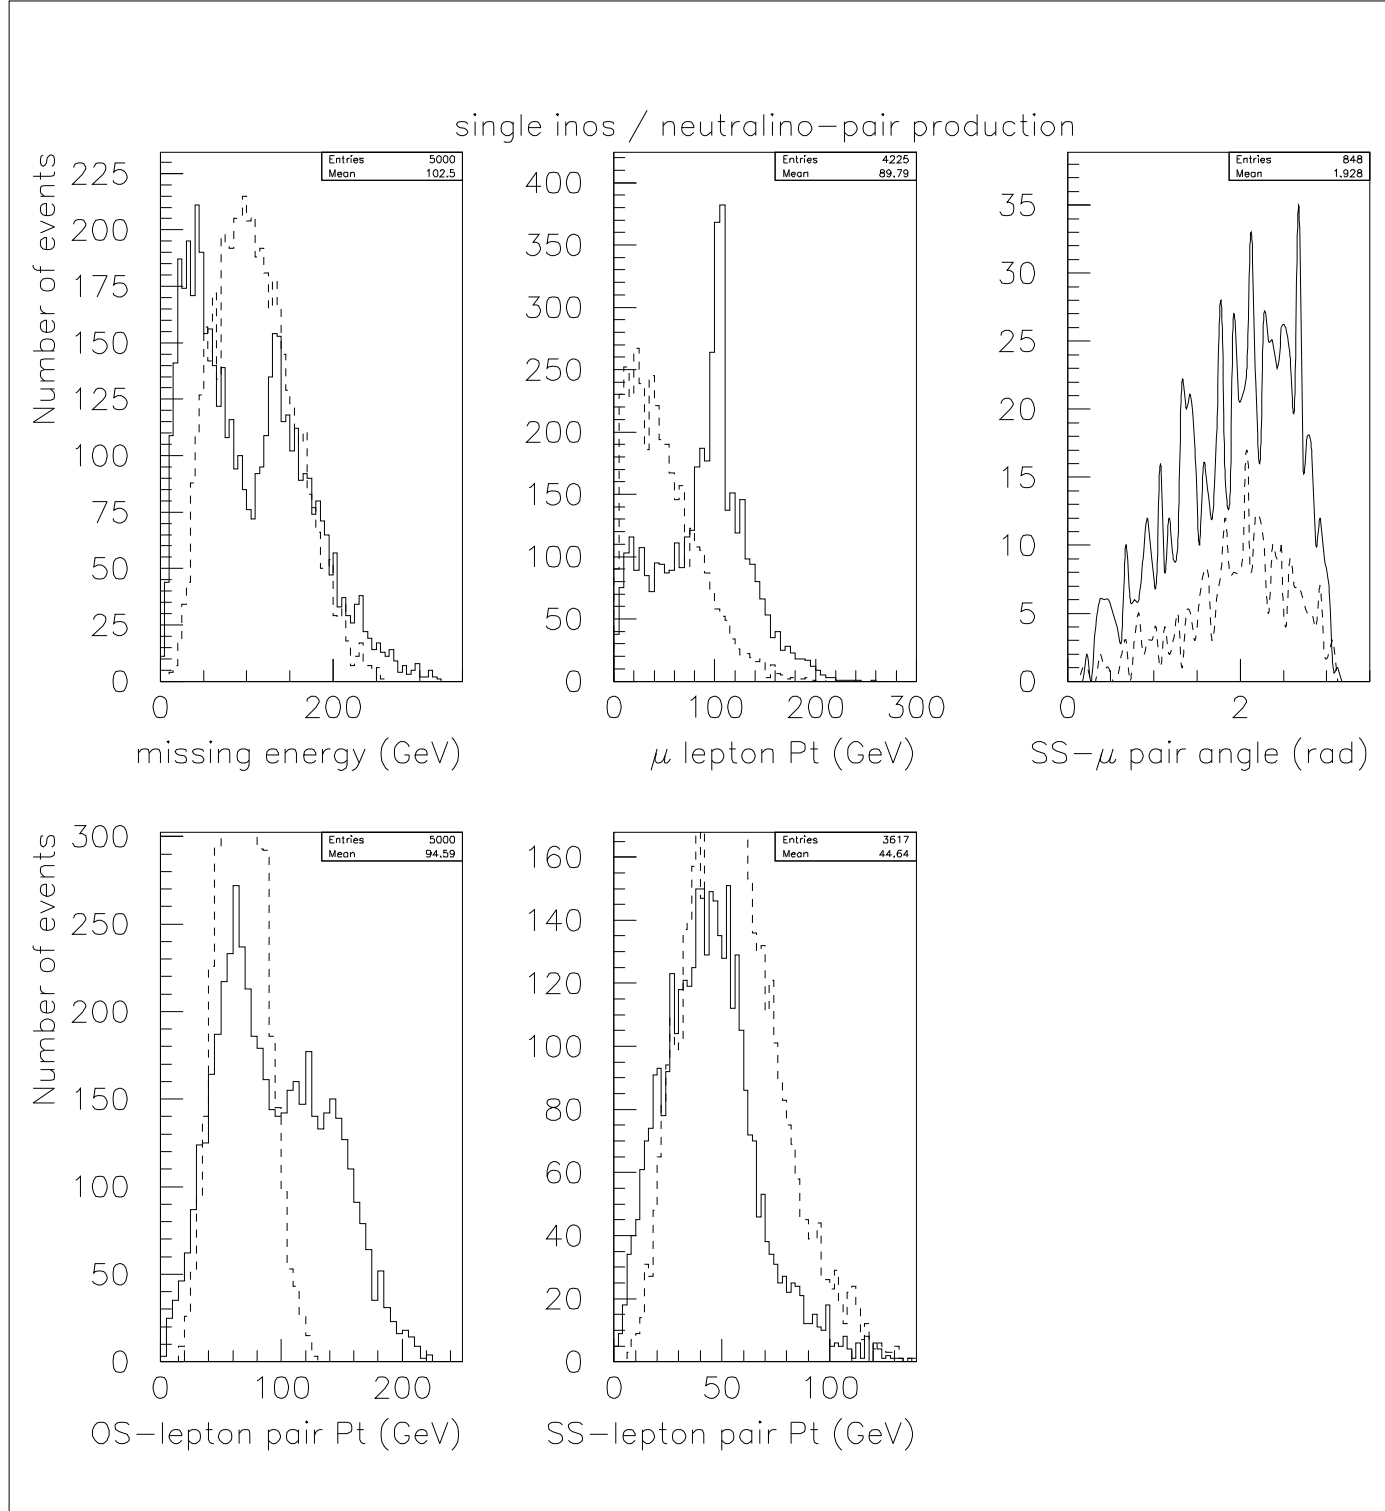 single inos / neutralino-pair production
Number of events
225
200
175
150
125
100
75
50
25
0
0 200
missing energy (GeV)
Entries 5000
Mean 102.5
400
350
300
250
200
150
100
50
0
0 100 200 300
μ lepton Pt (GeV)
Entries 4225
Mean 89.79
35
30
25
20
15
10
5
0
0 2
SS-μ pair angle (rad)
Entries 848
Mean 1.928
Number of events
300
250
200
150
100
50
0
0 100 200
OS-lepton pair Pt (GeV)
Entries 5000
Mean 94.59
160
140
120
100
80
60
40
20
0
0 50 100
SS-lepton pair Pt (GeV)
Entries 3617
Mean 44.64